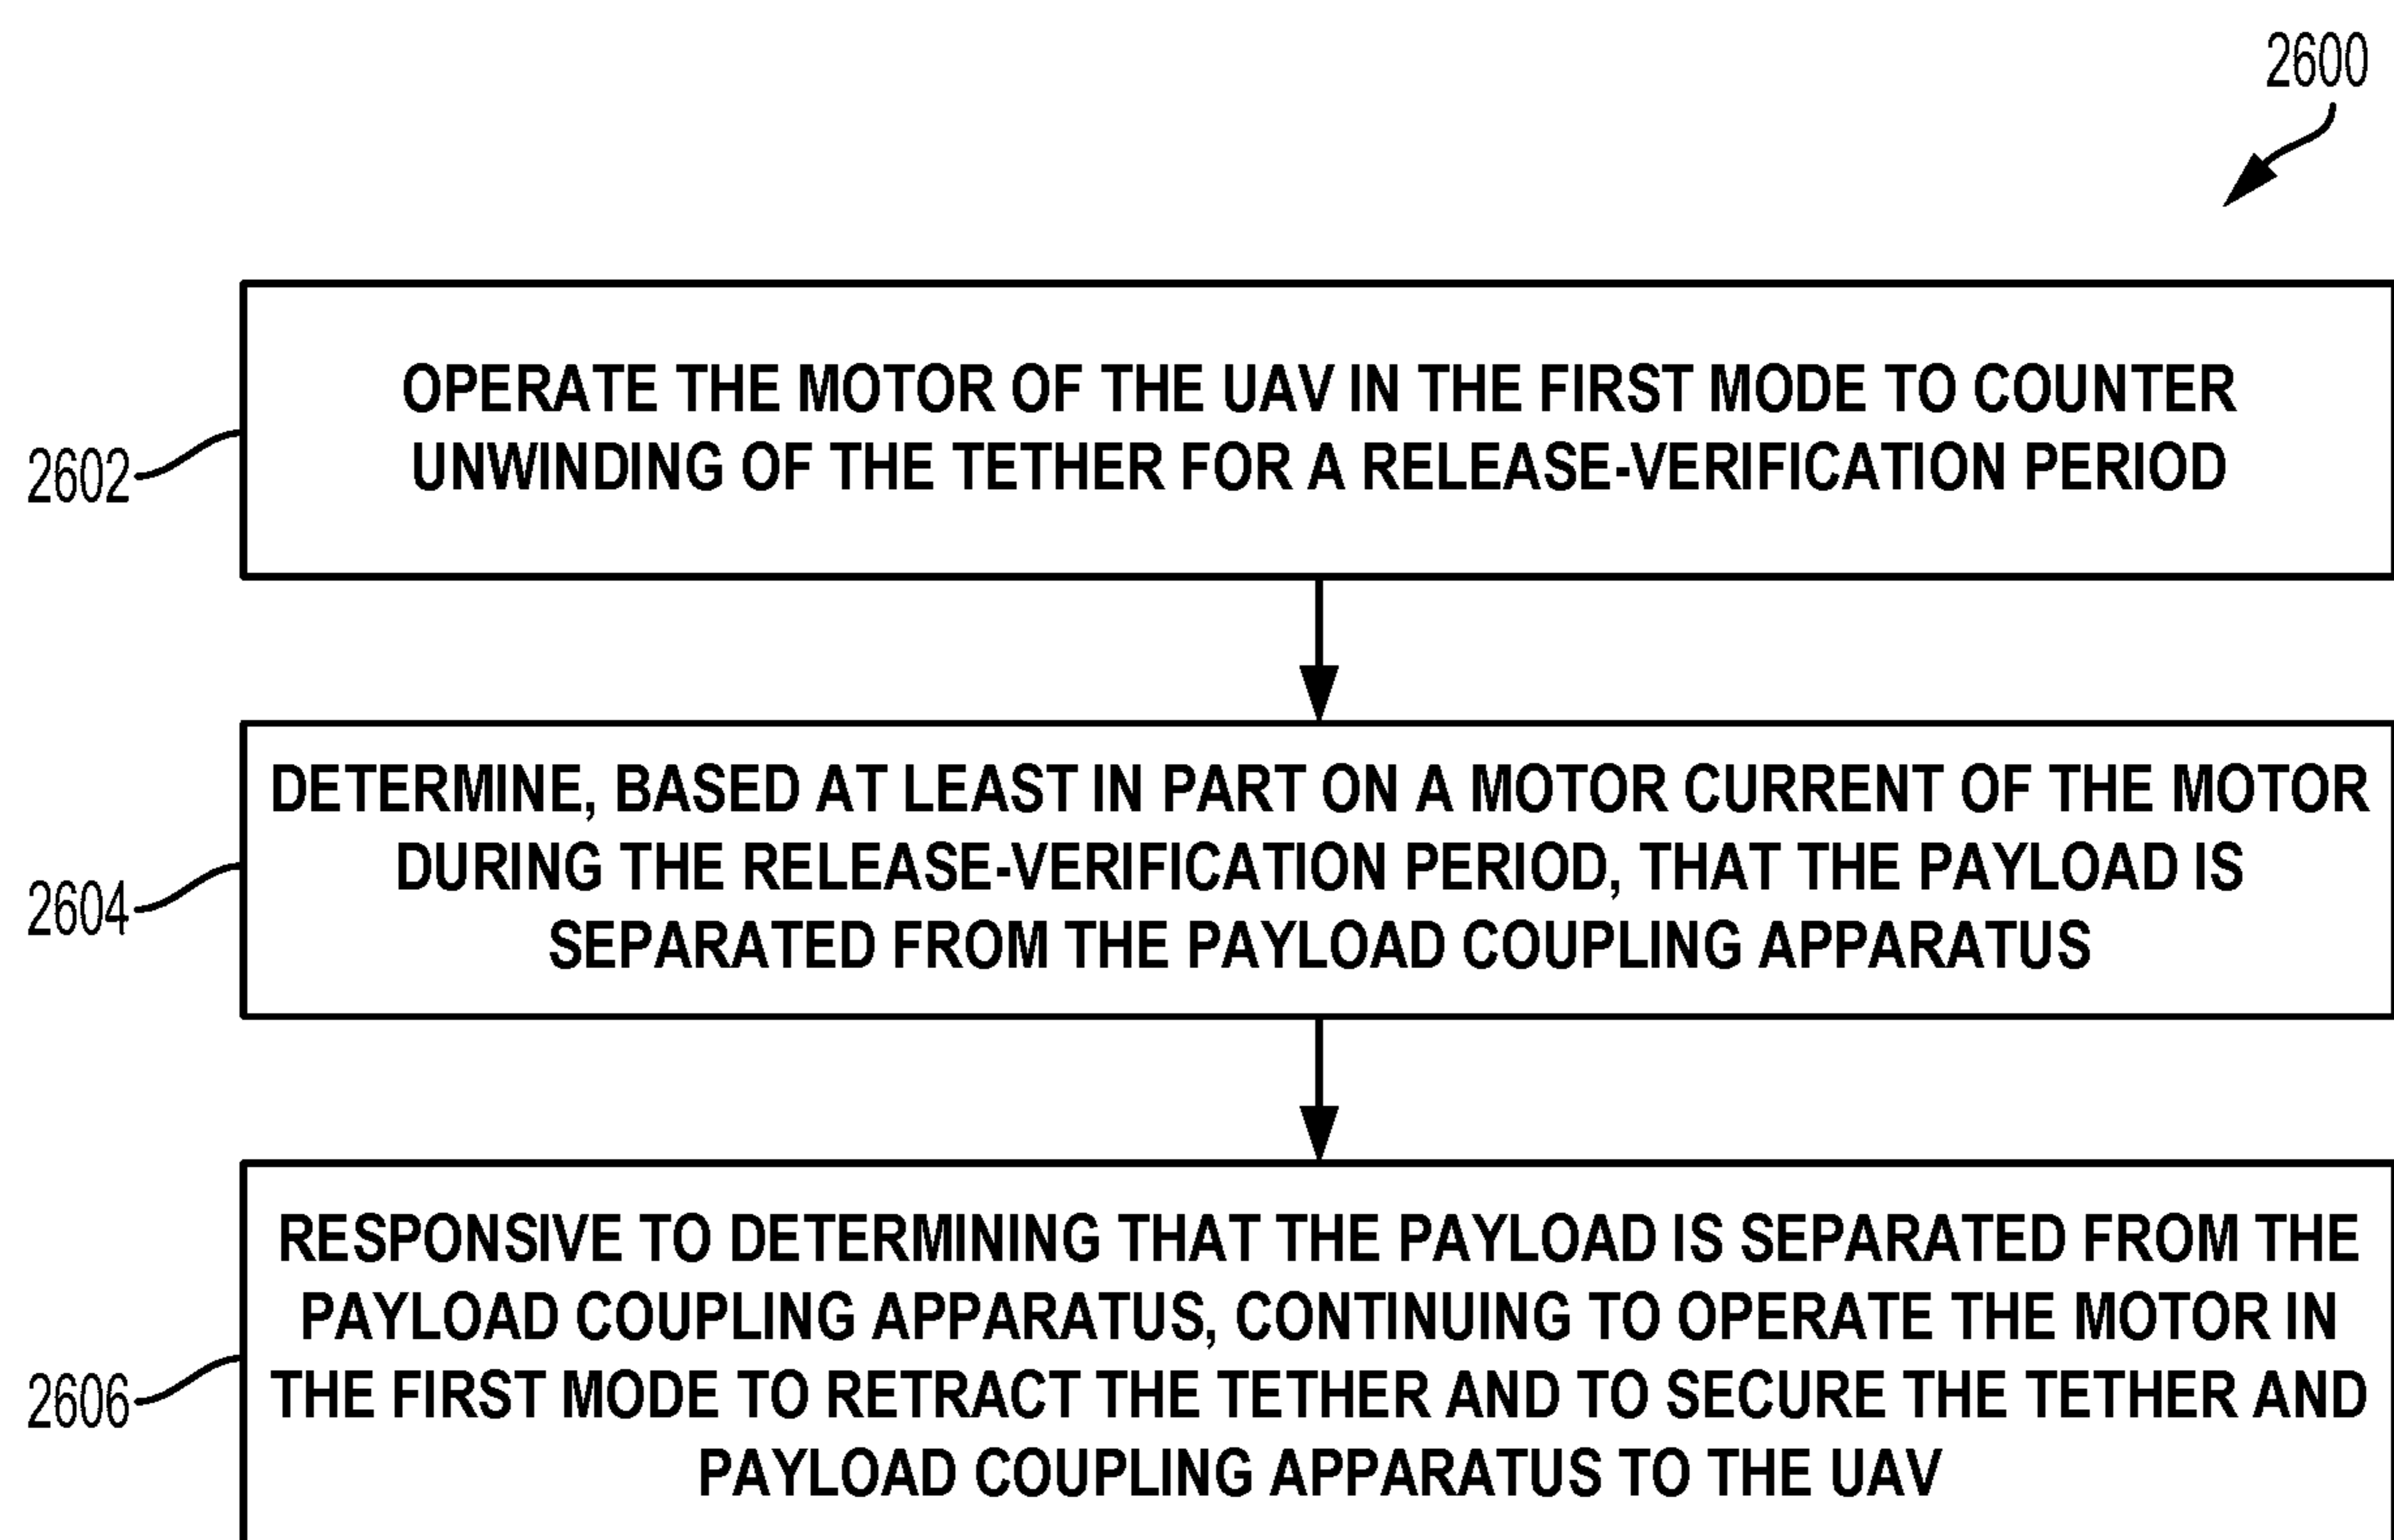 2600
OPERATE THE MOTOR OF THE UAV IN THE FIRST MODE TO COUNTER
UNWINDING OF THE TETHER FOR A RELEASE-VERIFICATION PERIOD
2602
DETERMINE, BASED AT LEAST IN PART ON A MOTOR CURRENT OF THE MOTOR
DURING THE RELEASE-VERIFICATION PERIOD, THAT THE PAYLOAD IS
SEPARATED FROM THE PAYLOAD COUPLING APPARATUS
2604
RESPONSIVE TO DETERMINING THAT THE PAYLOAD IS SEPARATED FROM THE
PAYLOAD COUPLING APPARATUS, CONTINUING TO OPERATE THE MOTOR IN
THE FIRST MODE TO RETRACT THE TETHER AND TO SECURE THE TETHER AND
PAYLOAD COUPLING APPARATUS TO THE UAV
2606